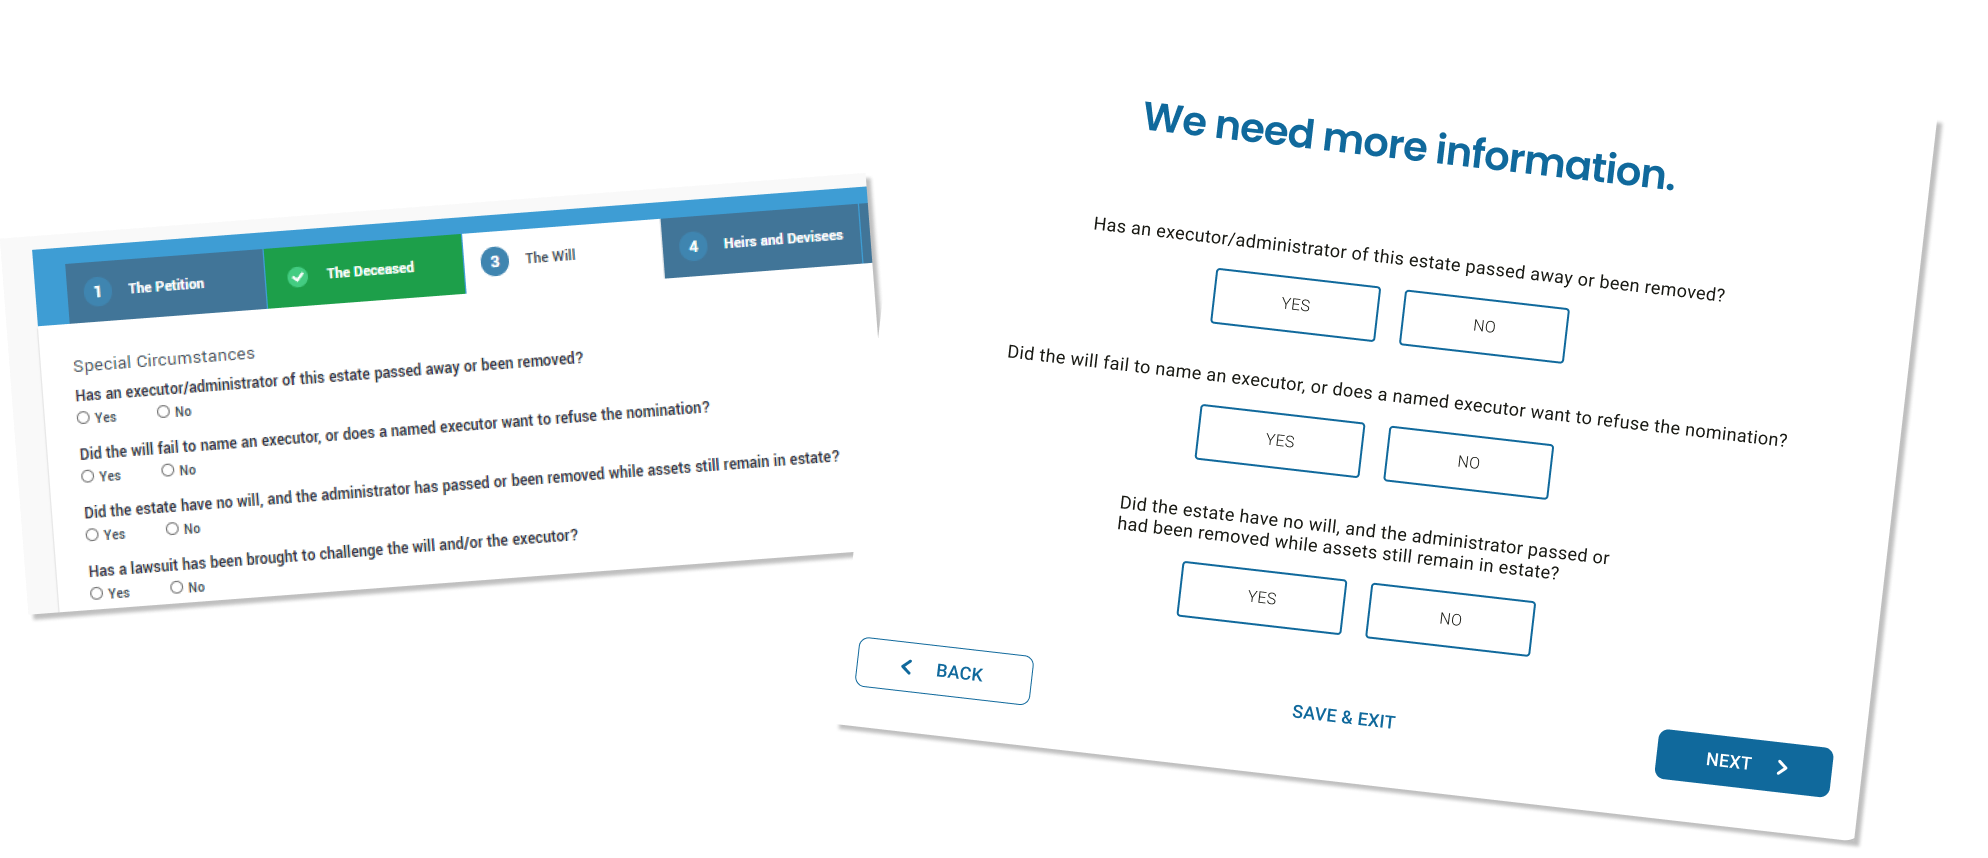 1 The Petition
The Deceased
3 The Will
4 Heirs and Devisees
Special Circumstances
Has an executor/administrator of this estate passed away or been removed?
Yes No
Did the will fail to name an executor, or does a named executor want to refuse the nomination?
Yes No
Did the estate have no will, and the administrator has passed or been removed while assets still remain in estate?
Yes No
Has a lawsuit has been brought to challenge the will and/or the executor?
Yes No
We need more information.
Has an executor/administrator of this estate passed away or been removed?
YES NO
Did the will fail to name an executor, or does a named executor want to refuse the nomination?
YES NO
Did the estate have no will, and the administrator passed or
had been removed while assets still remain in estate?
YES NO
BACK
SAVE & EXIT
NEXT